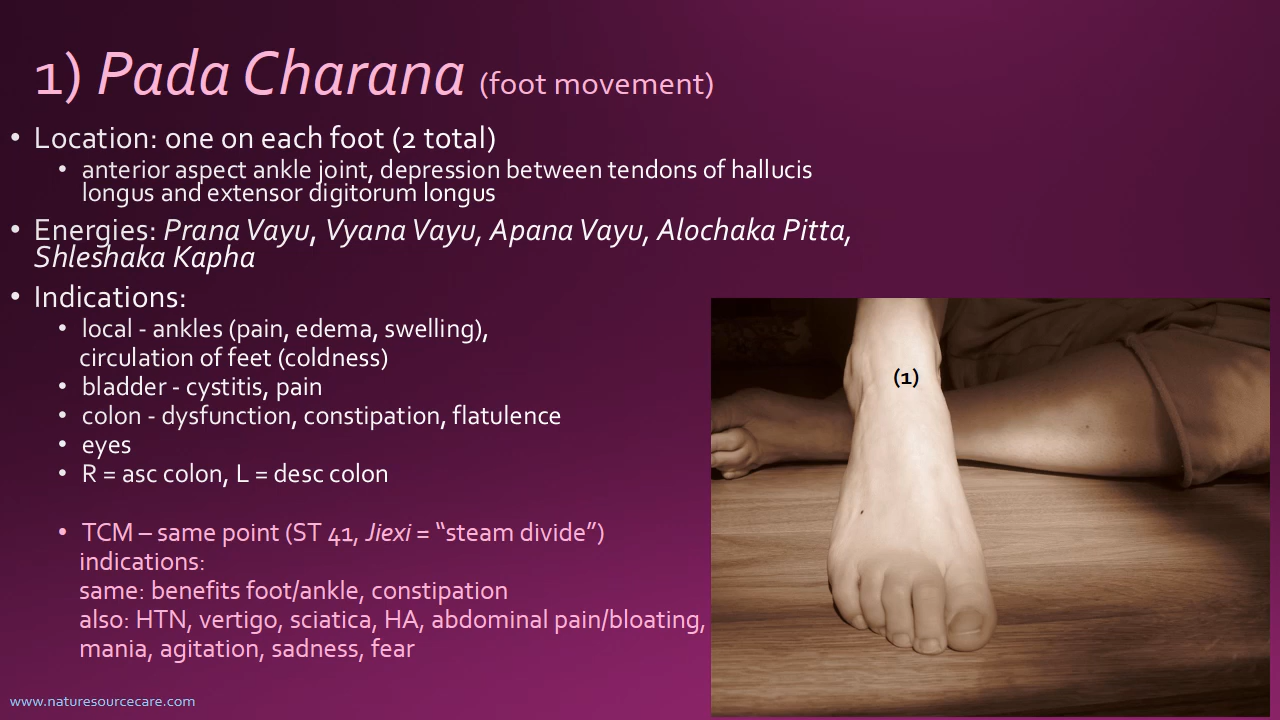 1) Pada Charana (foot movement)
• Location: one on each foot (2 total)
• anterior aspect ankle joint, depression between tendons of hallucis
longus and extensor digitorum longus
• Energies: Prana Vayu, Vyana Vayu, Apana Vayu, Alochaka Pitta,
Shleshaka Kapha
• Indications:
• local - ankles (pain, edema, swelling),
circulation of feet (coldness)
• bladder - cystitis, pain
• colon - dysfunction, constipation, flatulence
• eyes
• R = asc colon, L = desc colon
• TCM – same point (ST 41, Jiexi = “steam divide”)
indications:
same: benefits foot/ankle, constipation
also: HTN, vertigo, sciatica, HA, abdominal pain/bloating,
mania, agitation, sadness, fear
(1)
www.naturesourcecare.com